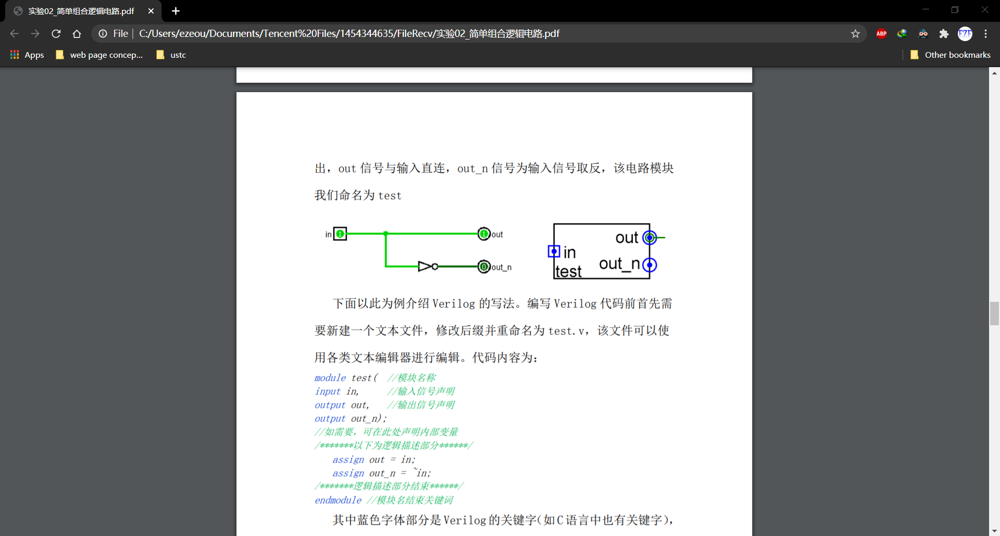 实验02_简单组合逻辑电路.pdf
File | C:/Users/ezeou/Documents/Tencent%20Files/1454344635/FileRecv/实验02_简单组合逻辑电路.pdf
ABP
EZE
Apps
web page concep...
ustc
Other bookmarks
出，out 信号与输入直连，out_n 信号为输入信号取反，该电路模块
我们命名为 test
in 1 1 out
0 out_n
out
in
out_n
test
下面以此为例介绍 Verilog 的写法。编写 Verilog 代码前首先需
要新建一个文本文件，修改后缀并重命名为 test.v，该文件可以使
用各类文本编辑器进行编辑。代码内容为：
module test( //模块名称
input in, //输入信号声明
output out, //输出信号声明
output out_n);
//如需要，可在此处声明内部变量
/*******以下为逻辑描述部分******/
assign out = in;
assign out_n = ~in;
/*******逻辑描述部分结束******/
endmodule //模块名结束关键词
其中蓝色字体部分是 Verilog 的关键字（如 C 语言中也有关键字），